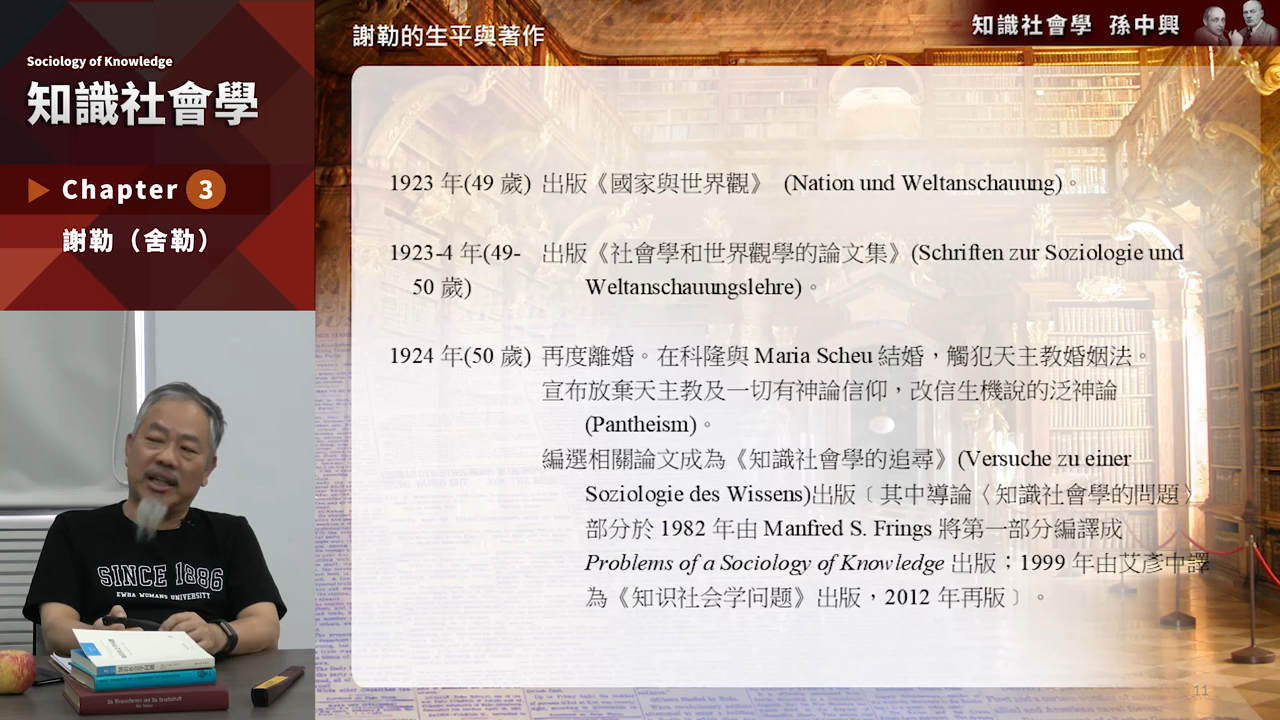 Sociology of Knowledge
知識社會學
Chapter 3
謝勒（舍勒）
謝勒的生平與著作
知識社會學 孫中興
1923 年(49 歲) 出版《國家與世界觀》 (Nation und Weltanschauung)。
1923-4 年(49- 出版《社會學和世界觀學的論文集》(Schriften zur Soziologie und
50 歲) Weltanschauungslehre)。
1924 年(50 歲) 再度離婚。在科隆與 Maria Scheu 結婚，觸犯天主教婚姻法。
宣布放棄天主教及一切有神論信仰，改信生機說的泛神論
(Pantheism)。
編選相關論文成為《知識社會學的追尋》(Versuche zu einer
Soziologie des Wissens)出版﹝其中導論〈知識社會學的問題〉
部分於 1982 年由 Manfred S. Frings 將第一部分編譯成
Problems of a Sociology of Knowledge 出版；1999 年由艾彥中譯
為《知识社会学问题》出版，2012 年再版﹞。
11
SINCE 1886
EWHA WOMANS UNIVERSITY